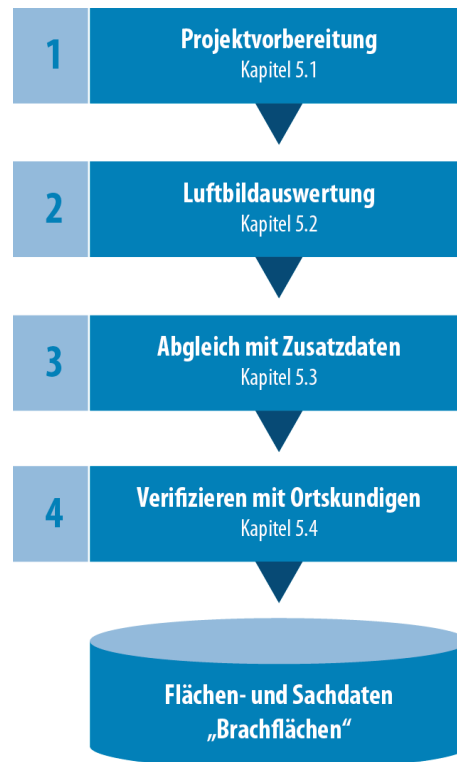 1
Projektvorbereitung
Kapitel 5.1
2
Luftbildauswertung
Kapitel 5.2
3
Abgleich mit Zusatzdaten
Kapitel 5.3
4
Verifizieren mit Ortskundigen
Kapitel 5.4
Flächen- und Sachdaten
„Brachflächen“